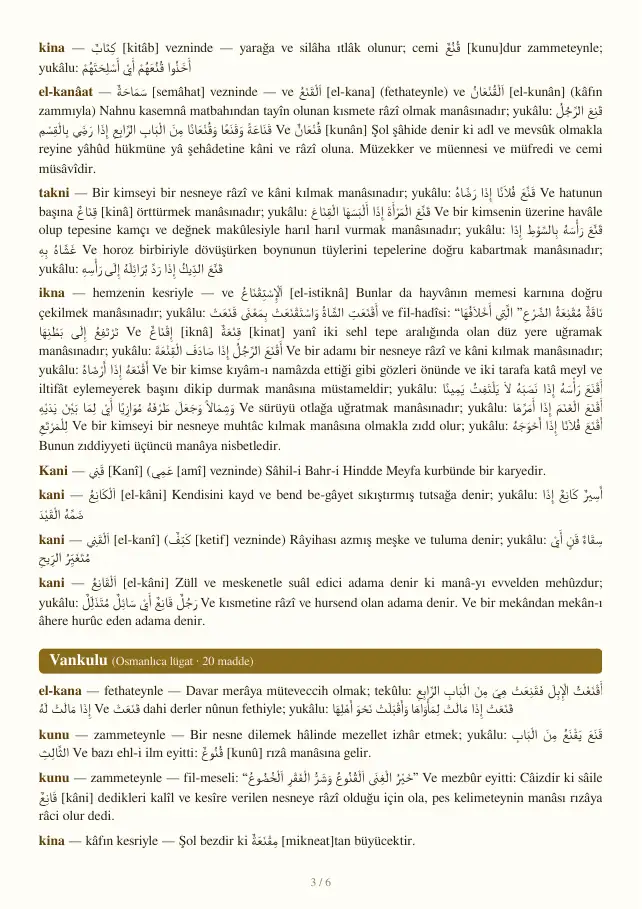 kina — كِتَابٌ [kitâb] vezninde — yarağa ve silâha ıtlâk olunur; cemi قُنُعٌ [kunu]dur zammeteynle;
yukâlu: أَخَذُوا قُنُعَهُمْ أَيْ أَسْلِحَتَهُمْ
el-kanâat — سَمَاحَةٌ [semâhat] vezninde — ve اَلْقَنَعُ [el-kana] (fethateynle) ve اَلْقُنْعَانُ [el-kunân] (kâfın
zammıyla) Nahnu kasemnâ matbahından tayîn olunan kısmete râzî olmak manâsınadır; yukâlu: قَنِعَ الرَّجُلُ
قَنَاعَةً وَقَنَعًا وَقُنْعَانًا مِنَ الْبَابِ الرَّابِعِ إِذَا رَضِيَ بِالْقِسْمِ Ve قُنْعَانٌ [kunân] Şol şâhide denir ki adl ve mevsûk olmakla
reyine yâhûd hükmüne yâ şehâdetine kâni ve râzî oluna. Müzekker ve müennesi ve müfredi ve cemi
müsâvîdir.
takni — Bir kimseyi bir nesneye râzî ve kâni kılmak manâsınadır; yukâlu: قَنَّعَ فُلَانًا إِذَا رَضَّاهُ Ve hatunun
başına قِنَاعٌ [kinâ] örttürmek manâsınadır; yukâlu: قَنَّعَ الْمَرْأَةَ إِذَا أَلْبَسَهَا الْقِنَاعَ Ve bir kimsenin üzerine havâle
olup tepesine kamçı ve değnek makûlesiyle harıl harıl vurmak manâsınadır; yukâlu: قَنَّعَ رَأْسَهُ بِالسَّوْطِ إِذَا
غَشَّاهُ بِهِ Ve horoz birbiriyle dövüşürken boynunun tüylerini tepelerine doğru kabartmak manâsınadır;
yukâlu: قَنَّعَ الدِّيكُ إِذَا رَدَّ بُرَائِلَهُ إِلَى رَأْسِهِ
ikna — hemzenin kesriyle — ve اَلْإِسْتِقْنَاعُ [el-istiknâ] Bunlar da hayvânın memesi karnına doğru
çekilmek manâsınadır; yukâlu: أَقْنَعَتِ الشَّاةُ وَاسْتَقْنَعَتْ بِمَعْنَى قَنَعَتْ ve fil-hadîsi: “نَاقَةٌ مُقْنِعَةُ الضَّرْعِ” الَّتِي أَخْلَافُهَا
تَرْتَفِعُ إِلَى بَطْنِهَا Ve إِقْنَاعٌ [iknâ] قِنَعَةٌ [kinat] yanî iki sehl tepe aralığında olan düz yere uğramak
manâsınadır; yukâlu: أَقْنَعَ الرَّجُلُ إِذَا صَادَفَ الْقِنَعَةَ Ve bir adamı bir nesneye râzî ve kâni kılmak manâsınadır;
yukâlu: أَقْنَعَهُ إِذَا أَرْضَاهُ Ve bir kimse kıyâm-ı namâzda ettiği gibi gözleri önünde ve iki tarafa katâ meyl ve
iltifât eylemeyerek başını dikip durmak manâsına müstameldir; yukâlu: أَقْنَعَ رَأْسَهُ إِذَا نَصَبَهُ لَا يَلْتَفِتُ يَمِينًا
وَشِمَالًا وَجَعَلَ طَرْفَهُ مُوَازِيًا أَيْ لِمَا بَيْنَ يَدَيْهِ Ve sürüyü otlağa uğratmak manâsınadır; yukâlu: أَقْنَعَ الْغَنَمَ إِذَا أَمَرَّهَا
لِلْمَرْتَعِ Ve bir kimseyi bir nesneye muhtâc kılmak manâsına olmakla zıdd olur; yukâlu: أَقْنَعَ فُلَانًا إِذَا أَحْوَجَهُ
Bunun zıddiyyeti üçüncü manâya nisbetledir.
Kani — قَنِي [Kanî] (عَمِي [amî] vezninde) Sâhil-i Bahr-i Hindde Meyfa kurbünde bir karyedir.
kani — اَلْكَانِعُ [el-kâni] Kendisini kayd ve bend be-gâyet sıkıştırmış tutsağa denir; yukâlu: أَسِيرٌ كَانِعٌ إِذَا
ضَمَّهُ الْقَيْدَ
kani — اَلْقَنِي [el-kanî] (كَتِفٌ [ketif] vezninde) Râyihası azmış meşke ve tuluma denir; yukâlu: سِقَاءٌ قَنٍ أَيْ
مُتَغَيِّرُ الرِّيحِ
kani — اَلْقَانِعُ [el-kâni] Züll ve meskenetle suâl edici adama denir ki manâ-yı evvelden mehûzdur;
yukâlu: رَجُلٌ قَانِعٌ أَيْ سَائِلٌ مُتَذَلِّلٌ Ve kısmetine râzî ve hursend olan adama denir. Ve bir mekândan mekân-ı
âhere hurûc eden adama denir.
Vankulu (Osmanlıca lügat · 20 madde)
el-kana — fethateynle — Davar merâya müteveccih olmak; tekûlu: أَقْنَعْتُ الْإِبِلَ فَقَنِعَتْ هِيَ مِنَ الْبَابِ الرَّابِعِ
إِذَا مَالَتْ لَهُ Ve قَنَعَتْ dahi derler nûnun fethiyle; yukâlu: قَنَعَتْ إِذَا مَالَتْ لِمَأْوَاهَا وَأَقْبَلَتْ نَحْوَ أَهْلِهَا
kunu — zammeteynle — Bir nesne dilemek hâlinde mezellet izhâr etmek; yukâlu: قَنَعَ يَقْنَعُ مِنَ الْبَابِ
الثَّالِثِ Ve bazı ehl-i ilm eyitti: قُنُوعٌ [kunû] rızâ manâsına gelir.
kunu — zammeteynle — fil-meseli: “خَيْرُ الْغِنَى اَلْقُنُوعُ وَشَرُّ الْفَقْرِ اَلْخُضُوعُ” Ve mezbûr eyitti: Câizdir ki sâile
قَانِعٌ [kâni] dedikleri kalîl ve kesîre verilen nesneye râzî olduğu için ola, pes kelimeteynin manâsı rızâya
râci olur dedi.
kina — kâfın kesriyle — Şol bezdir ki مِقْنَعَةٌ [mikneat]tan büyücektir.
3 / 6